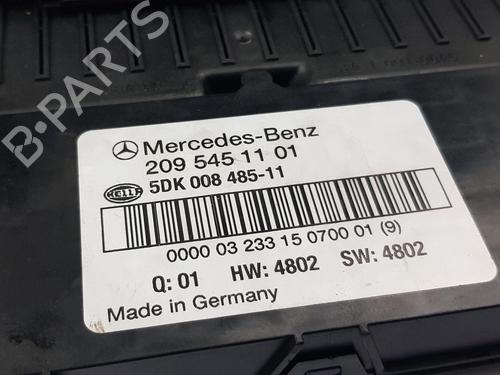 Mercedes-Benz
209 545 11 01
HELLA
5DK 008 485-11
0000 03 233 15 0700 01 (9)
Q: 01 HW: 4802 SW: 4802
Made in Germany
B-Parts